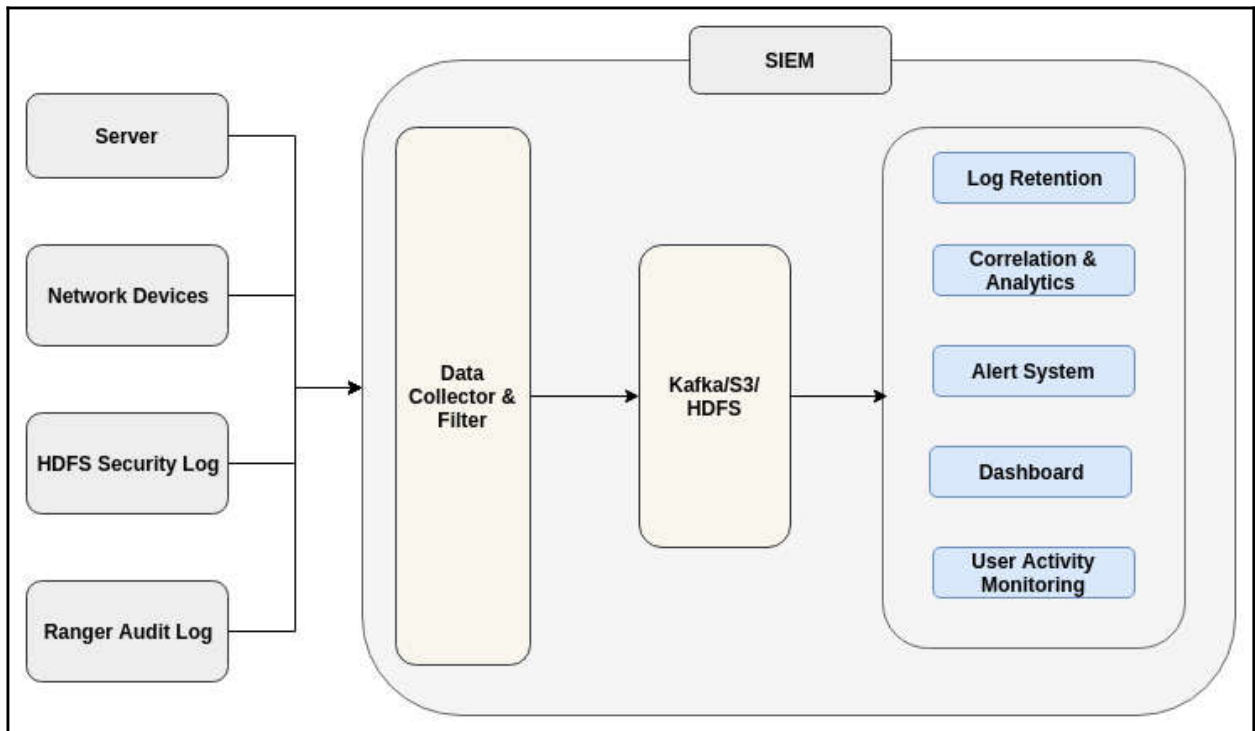 SIEM
Server
Network Devices
HDFS Security Log
Ranger Audit Log
Data
Collector &
Filter
Kafka/S3/
HDFS
Log Retention
Correlation &
Analytics
Alert System
Dashboard
User Activity
Monitoring